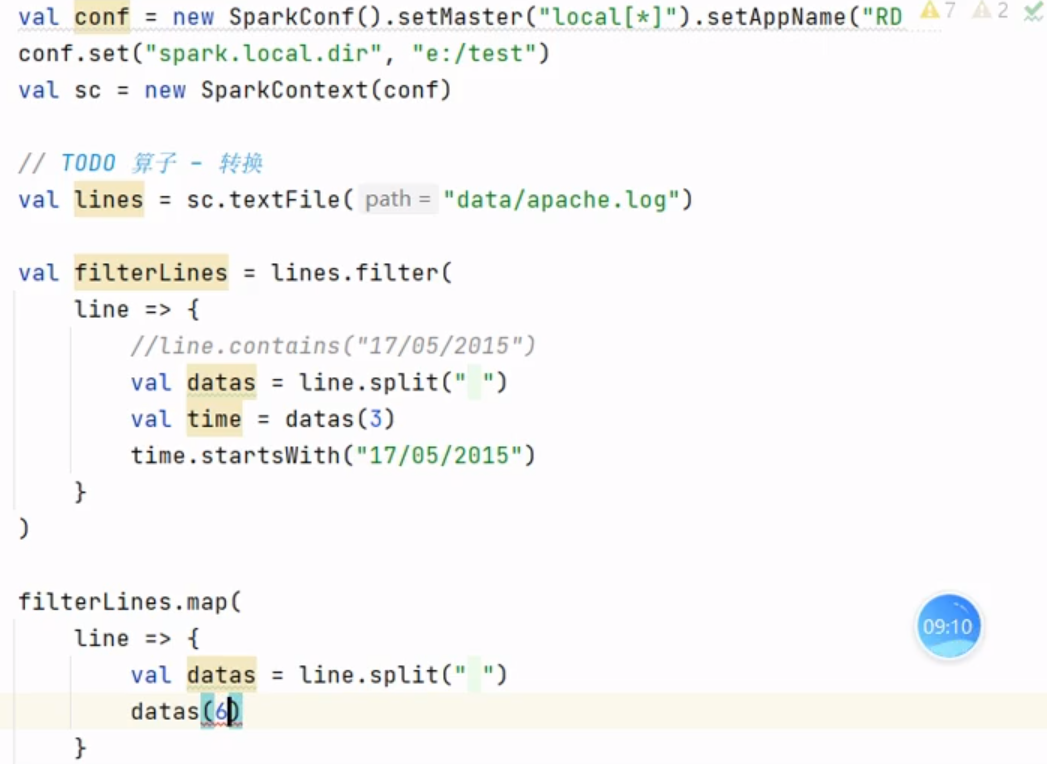 val conf = new SparkConf().setMaster("local[*]").setAppName("RD 7 2
conf.set("spark.local.dir", "e:/test")
val sc = new SparkContext(conf)
// TODO 算子 - 转换
val lines = sc.textFile( path = "data/apache.log")
val filterLines = lines.filter(
line => {
//line.contains("17/05/2015")
val datas = line.split(" ")
val time = datas(3)
time.startsWith("17/05/2015")
}
)
filterLines.map(
line => {
val datas = line.split(" ")
datas(6)
}
09:10